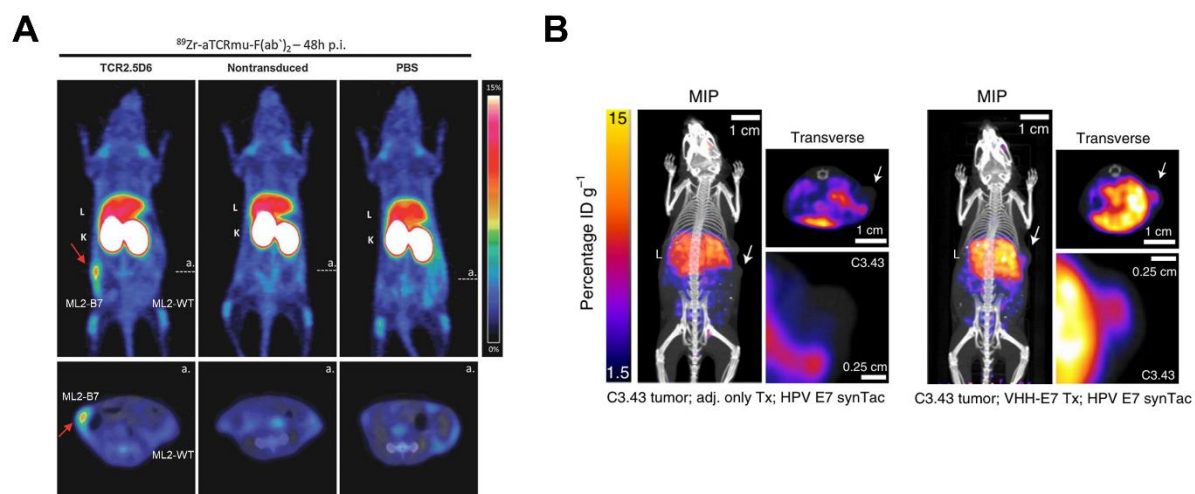 A
⁸⁹Zr-aTCRmu-F(ab`)₂ – 48h p.i.
TCR2.5D6
Nontransduced
PBS
15%
L
K
a.
ML2-B7
ML2-WT
L
K
a.
L
K
a.
0%
a.
ML2-B7
ML2-WT
a.
a.
B
MIP
1 cm
Transverse
1 cm
15
Percentage ID g⁻¹
1.5
L
C3.43
0.25 cm
C3.43 tumor; adj. only Tx; HPV E7 synTac
MIP
1 cm
Transverse
1 cm
L
0.25 cm
C3.43
C3.43 tumor; VHH-E7 Tx; HPV E7 synTac